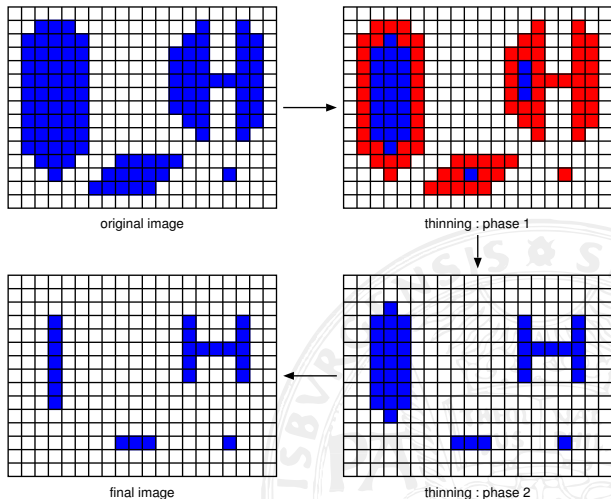 original image
thinning : phase 1
final image
thinning : phase 2